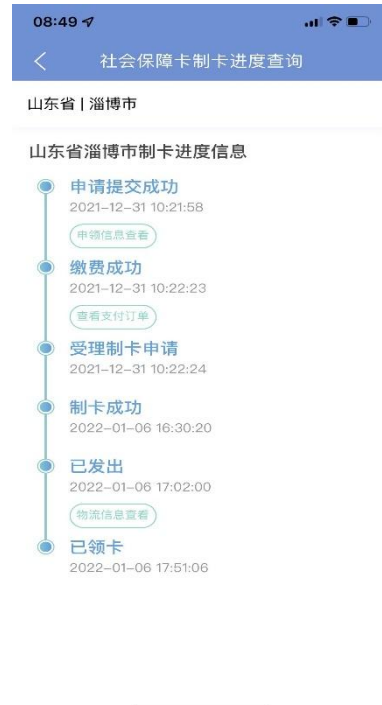 08:49
社会保障卡制卡进度查询
山东省 | 淄博市
山东省淄博市制卡进度信息
申请提交成功
2021-12-31 10:21:58
申领信息查看
缴费成功
2021-12-31 10:22:23
查看支付订单
受理制卡申请
2021-12-31 10:22:24
制卡成功
2022-01-06 16:30:20
已发出
2022-01-06 17:02:00
物流信息查看
已领卡
2022-01-06 17:51:06